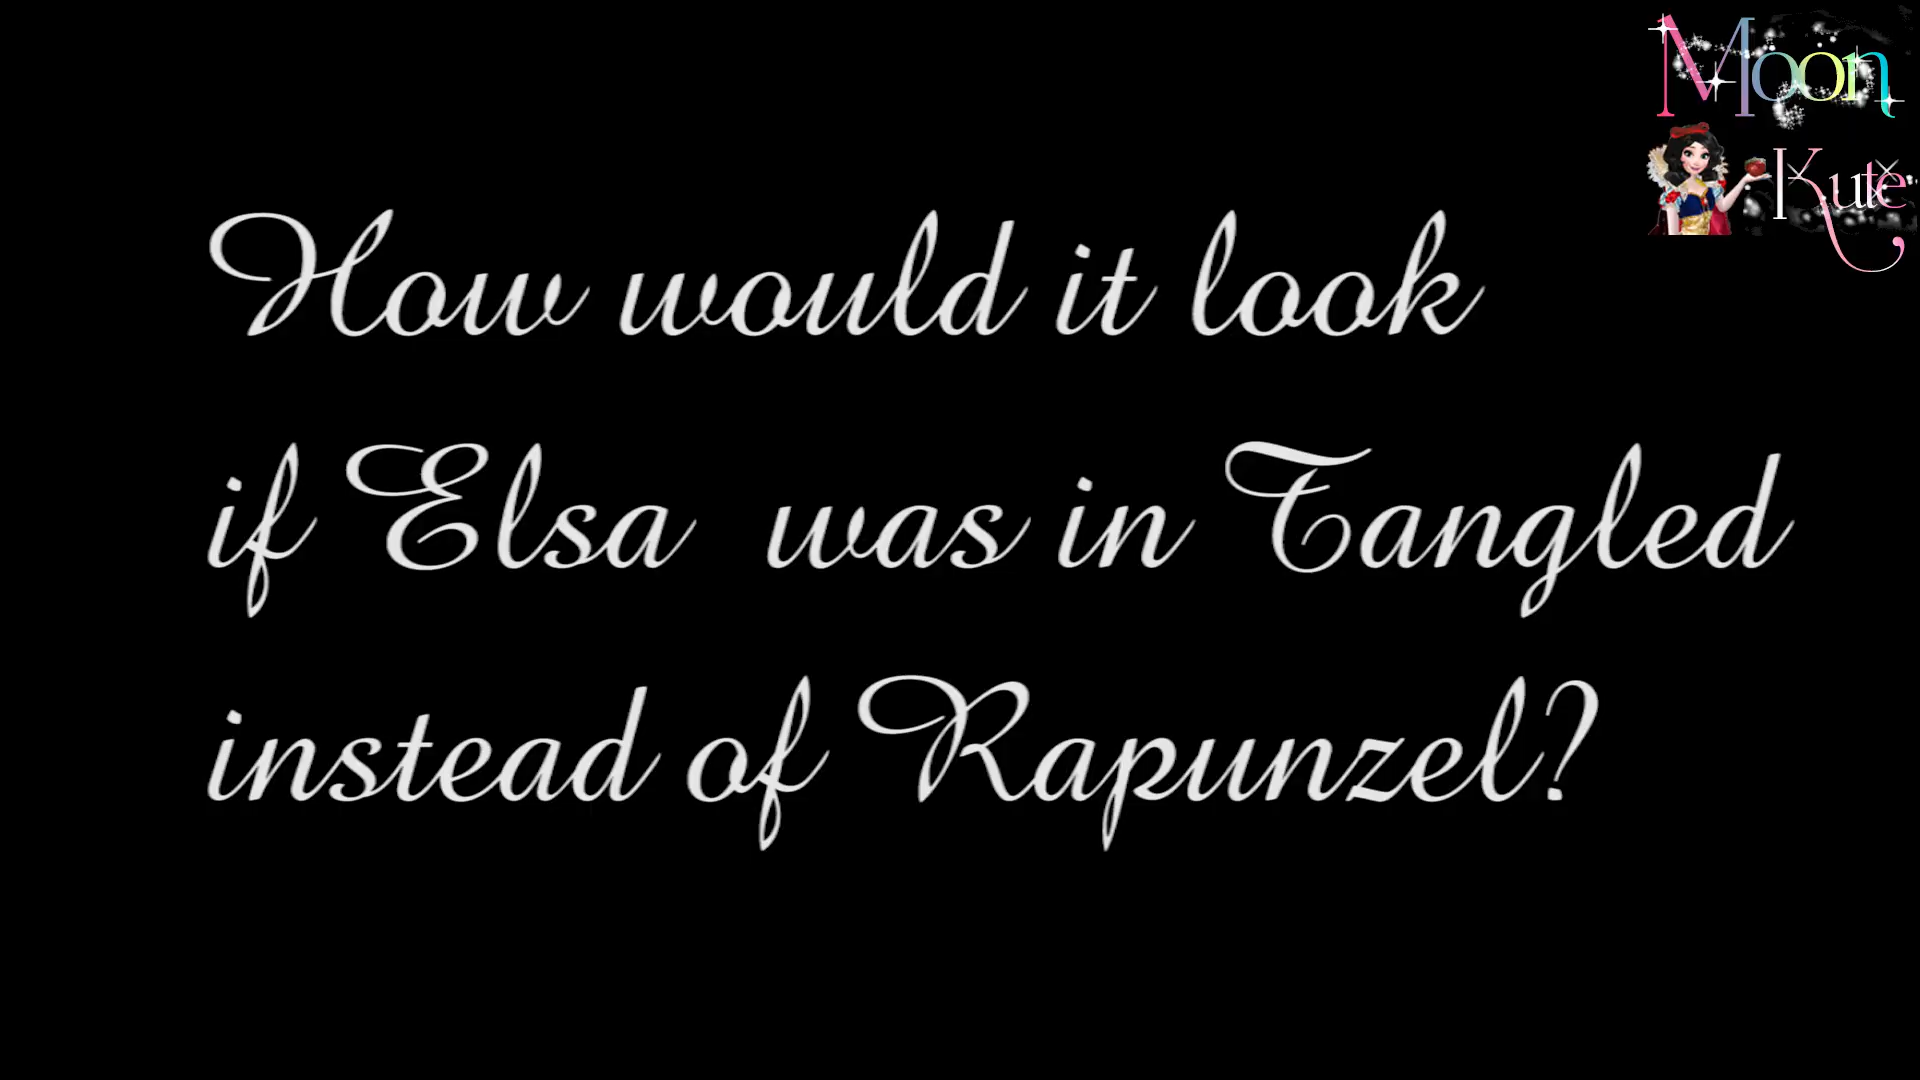 Moon
Kute
How would it look
if Elsa was in Tangled
instead of Rapunzel?